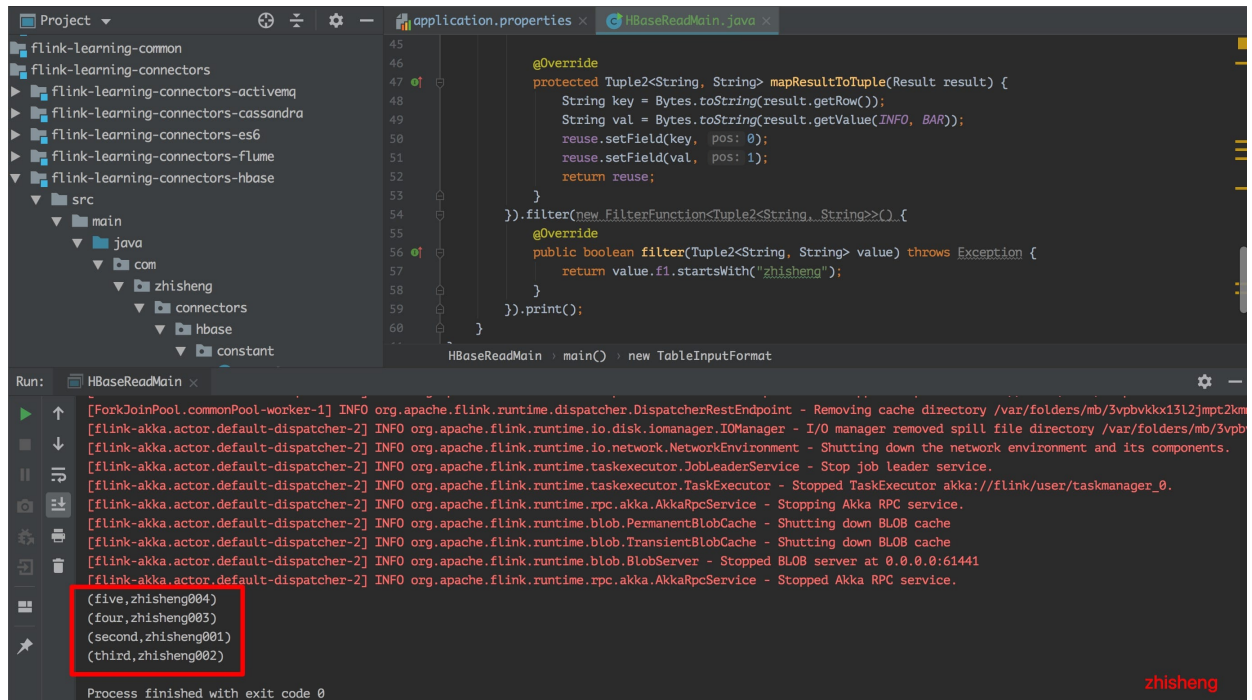 Project
application.properties
HBaseReadMain.java
flink-learning-common
flink-learning-connectors
flink-learning-connectors-activemq
flink-learning-connectors-cassandra
flink-learning-connectors-es6
flink-learning-connectors-flume
flink-learning-connectors-hbase
src
main
java
com
zhisheng
connectors
hbase
constant
45
46 @Override
47 protected Tuple2<String, String> mapResultToTuple(Result result) {
48 String key = Bytes.toString(result.getRow());
49 String val = Bytes.toString(result.getValue(INFO, BAR));
50 reuse.setField(key, pos: 0);
51 reuse.setField(val, pos: 1);
52 return reuse;
53 }
54 }).filter(new FilterFunction<Tuple2<String, String>>() {
55 @Override
56 public boolean filter(Tuple2<String, String> value) throws Exception {
57 return value.f1.startsWith("zhisheng");
58 }
59 }).print();
60 }
HBaseReadMain › main() › new TableInputFormat
Run: HBaseReadMain
[ForkJoinPool.commonPool-worker-1] INFO org.apache.flink.runtime.dispatcher.DispatcherRestEndpoint - Removing cache directory /var/folders/mb/3vpbvkkx13l2jmpt2km
[flink-akka.actor.default-dispatcher-2] INFO org.apache.flink.runtime.io.disk.iomanager.IOManager - I/O manager removed spill file directory /var/folders/mb/3vpb
[flink-akka.actor.default-dispatcher-2] INFO org.apache.flink.runtime.io.network.NetworkEnvironment - Shutting down the network environment and its components.
[flink-akka.actor.default-dispatcher-2] INFO org.apache.flink.runtime.taskexecutor.JobLeaderService - Stop job leader service.
[flink-akka.actor.default-dispatcher-2] INFO org.apache.flink.runtime.taskexecutor.TaskExecutor - Stopped TaskExecutor akka://flink/user/taskmanager_0.
[flink-akka.actor.default-dispatcher-2] INFO org.apache.flink.runtime.rpc.akka.AkkaRpcService - Stopping Akka RPC service.
[flink-akka.actor.default-dispatcher-2] INFO org.apache.flink.runtime.blob.PermanentBlobCache - Shutting down BLOB cache
[flink-akka.actor.default-dispatcher-2] INFO org.apache.flink.runtime.blob.TransientBlobCache - Shutting down BLOB cache
[flink-akka.actor.default-dispatcher-2] INFO org.apache.flink.runtime.blob.BlobServer - Stopped BLOB server at 0.0.0.0:61441
[flink-akka.actor.default-dispatcher-2] INFO org.apache.flink.runtime.rpc.akka.AkkaRpcService - Stopped Akka RPC service.
(five,zhisheng004)
(four,zhisheng003)
(second,zhisheng001)
(third,zhisheng002)
Process finished with exit code 0
zhisheng